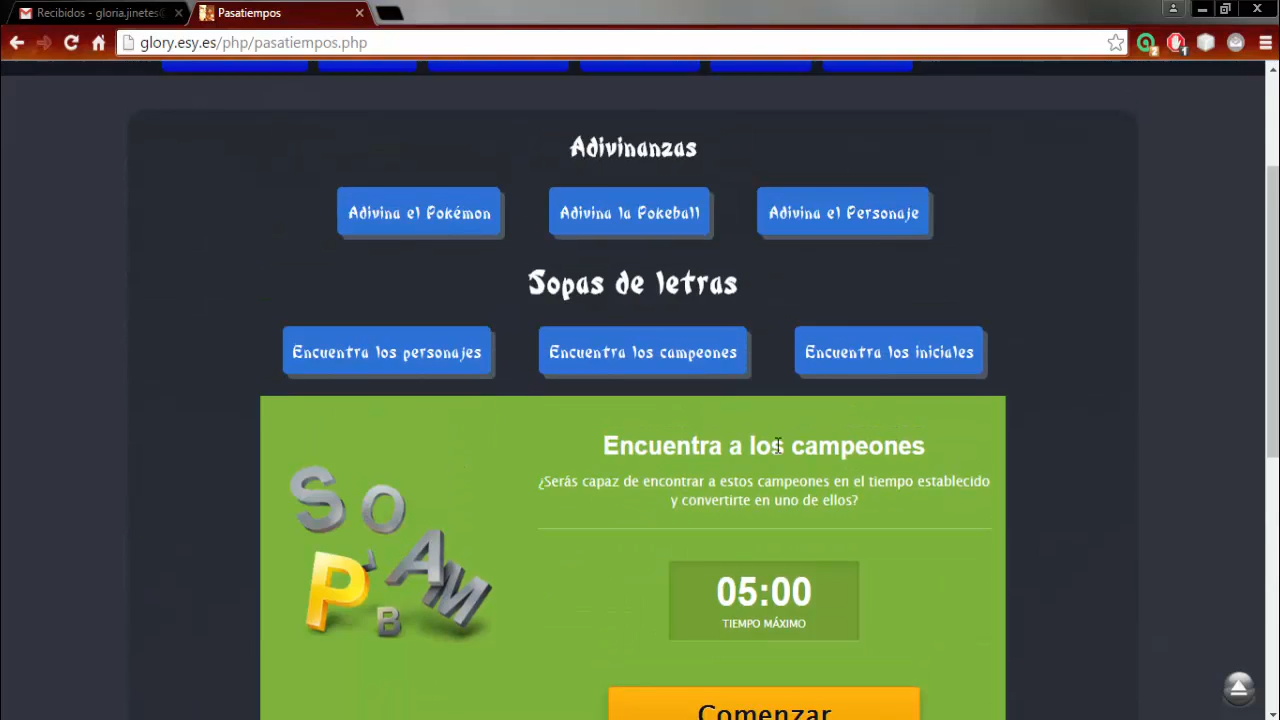 Recibidos - gloria.jinetes@
Pasatiempos
glory.esy.es/php/pasatiempos.php
2
1
Adivinanzas
Adivina el Pokémon
Adivina la Pokeball
Adivina el Personaje
Sopas de letras
Encuentra los personajes
Encuentra los campeones
Encuentra los iniciales
Encuentra a los campeones
¿Serás capaz de encontrar a estos campeones en el tiempo establecido
y convertirte en uno de ellos?
S O
P A M
B
05:00
TIEMPO MÁXIMO
Comenzar